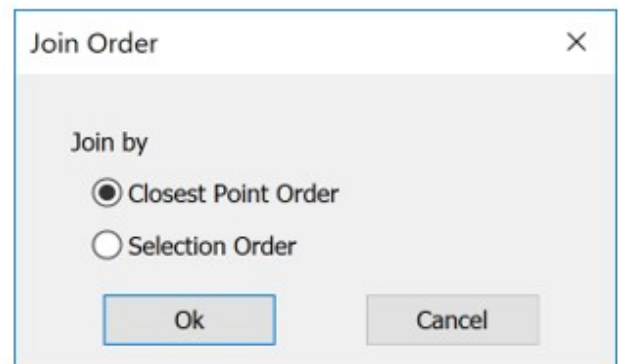 Join Order
Join by
Closest Point Order
Selection Order
Ok Cancel